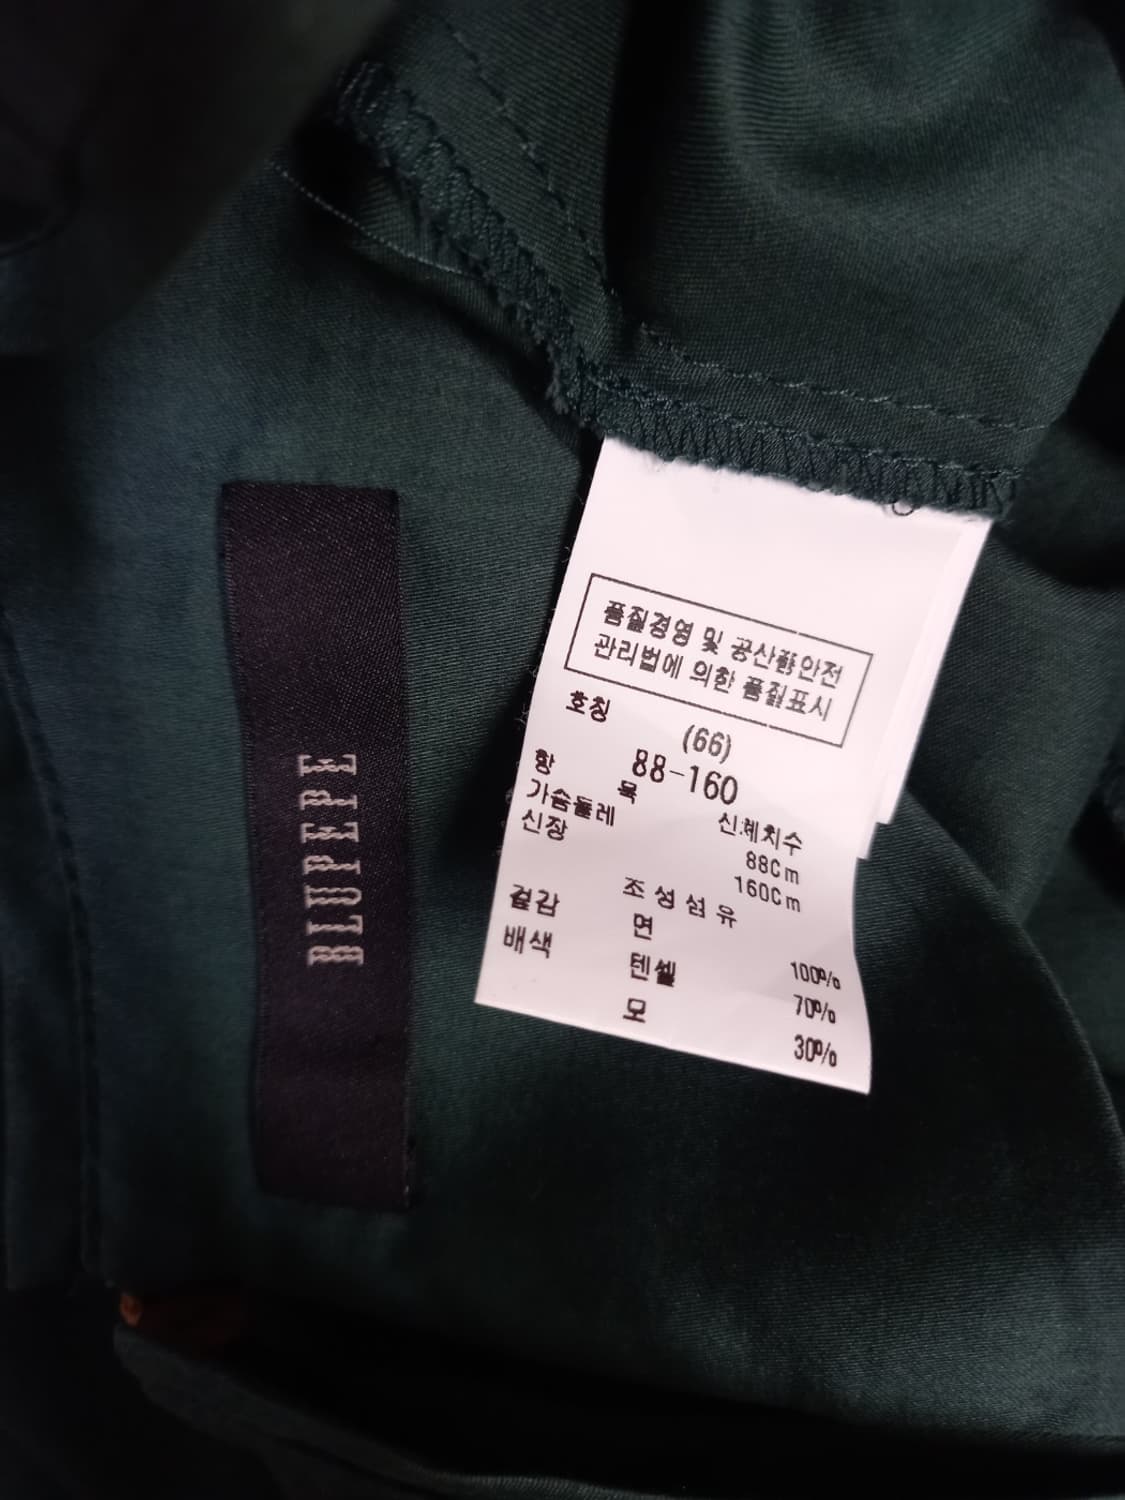 BLUPEPE
품질경영 및 공산품안전
관리법에 의한 품질표시
호칭
(66)
88-160
항 목
신체치수
가슴둘레
88Cm
신장
160Cm
조성섬유
겉감 면 100%
배색 텐셀 70%
모 30%